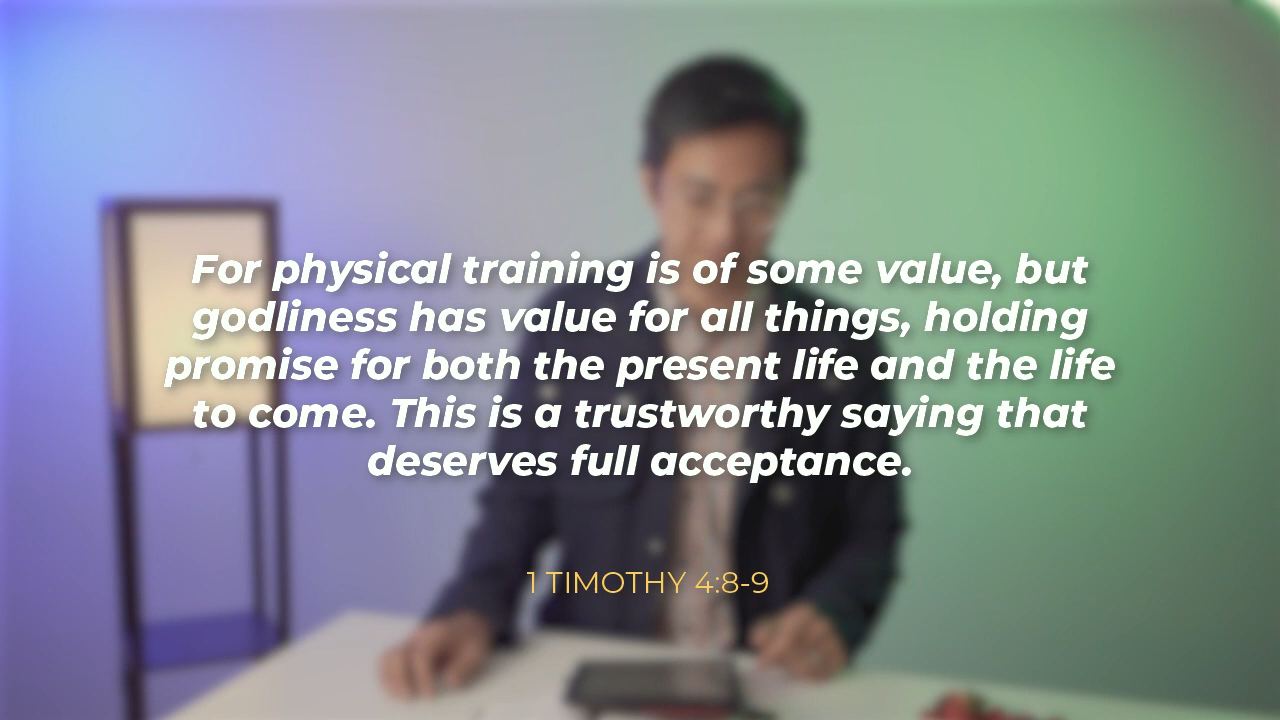 For physical training is of some value, but
godliness has value for all things, holding
promise for both the present life and the life
to come. This is a trustworthy saying that
deserves full acceptance.
1 TIMOTHY 4:8-9